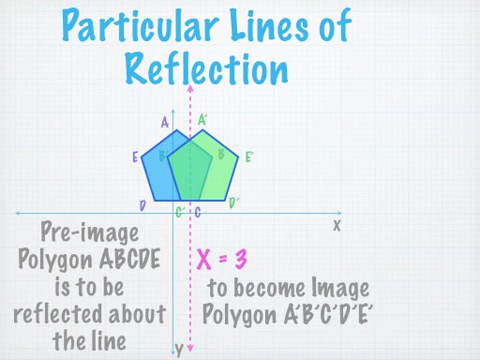 Particular Lines of
Reflection
A A'
E B' B E'
D C' C D'
X
Pre-image
Polygon ABCDE
is to be
reflected about
the line
X = 3
to become Image
Polygon A'B'C'D'E'
Y